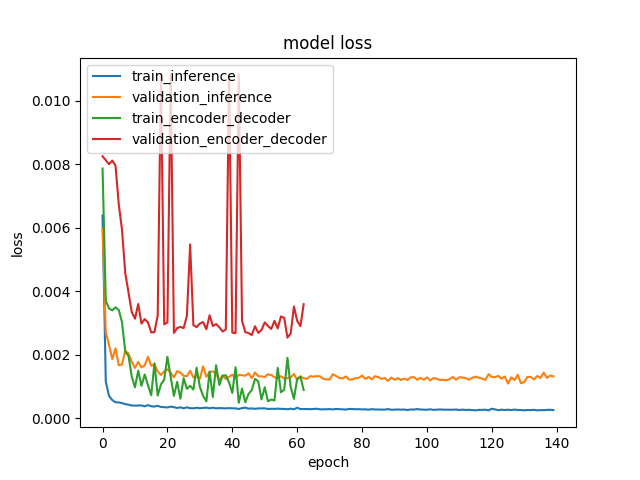 model loss
train_inference
validation_inference
train_encoder_decoder
validation_encoder_decoder
0.010
0.008
0.006
0.004
0.002
0.000
loss
0 20 40 60 80 100 120 140
epoch